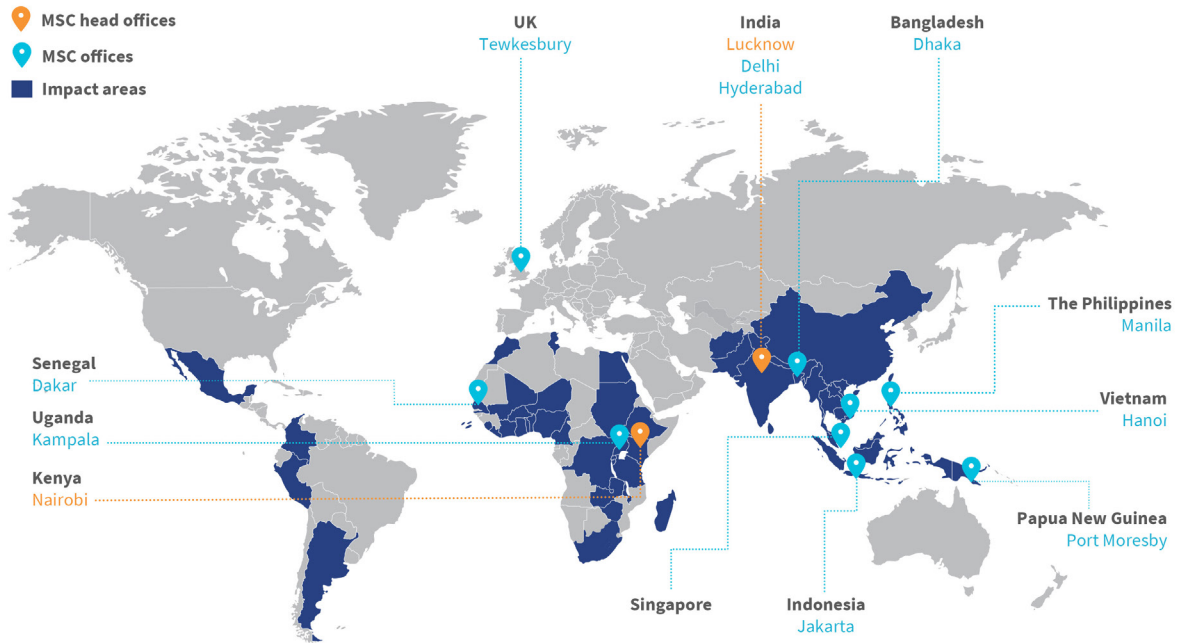 MSC head offices
MSC offices
Impact areas
UK
Tewkesbury
India
Lucknow
Delhi
Hyderabad
Bangladesh
Dhaka
The Philippines
Manila
Senegal
Dakar
Uganda
Kampala
Kenya
Nairobi
Vietnam
Hanoi
Papua New Guinea
Port Moresby
Singapore
Indonesia
Jakarta